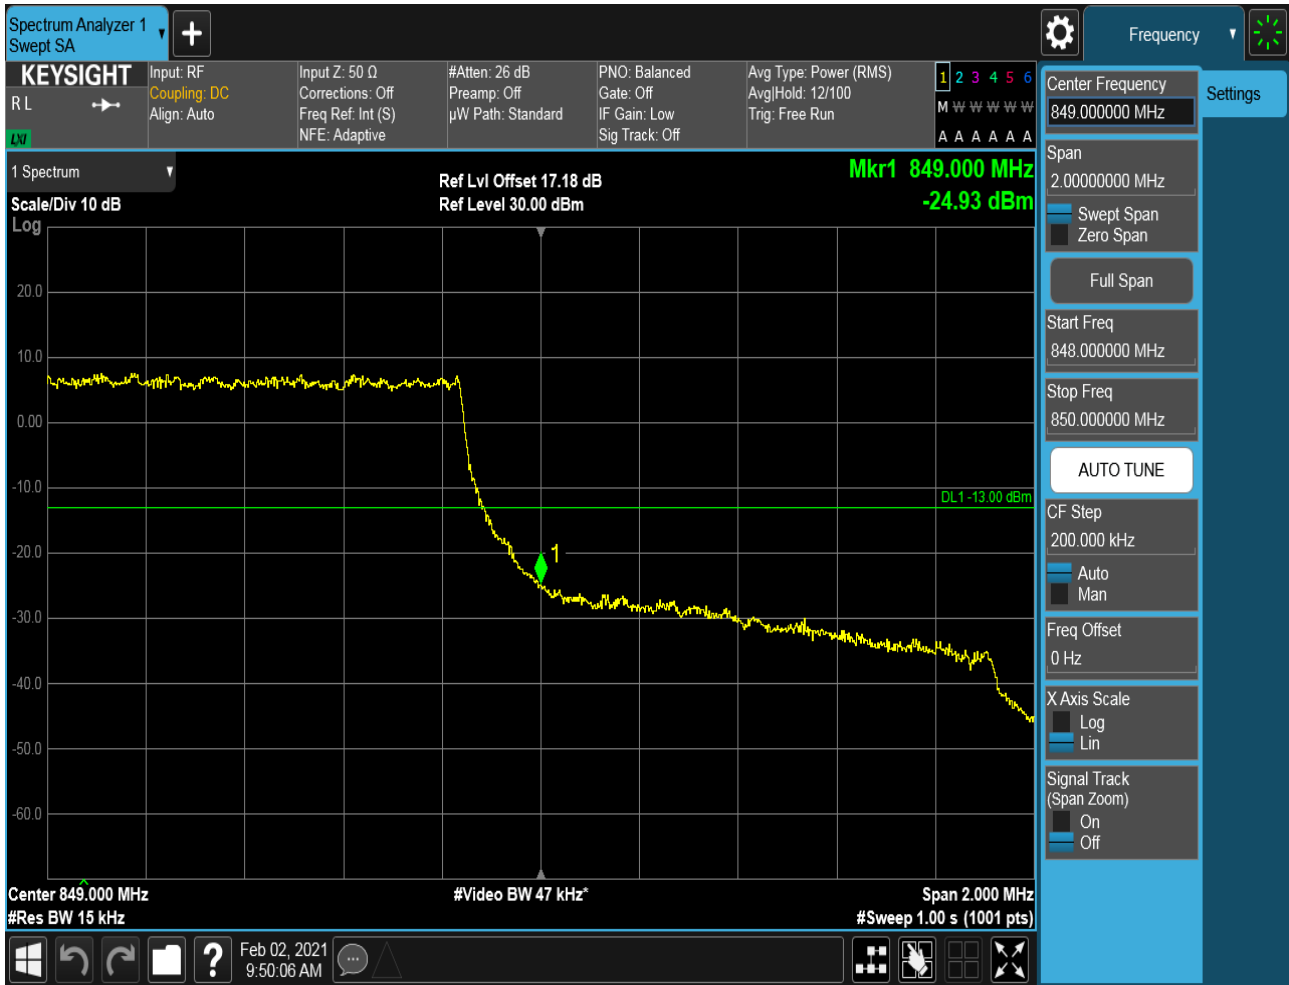 Spectrum Analyzer 1
Swept SA
Frequency
KEYSIGHT
R L
LXI
Input: RF
Coupling: DC
Align: Auto
Input Z: 50 Ω
Corrections: Off
Freq Ref: Int (S)
NFE: Adaptive
#Atten: 26 dB
Preamp: Off
µW Path: Standard
PNO: Balanced
Gate: Off
IF Gain: Low
Sig Track: Off
Avg Type: Power (RMS)
Avg|Hold: 12/100
Trig: Free Run
1 2 3 4 5 6
M W W W W W
A A A A A A
1 Spectrum
Scale/Div 10 dB
Log
Ref Lvl Offset 17.18 dB
Ref Level 30.00 dBm
Mkr1 849.000 MHz
-24.93 dBm
20.0
10.0
0.00
-10.0
-20.0
-30.0
-40.0
-50.0
-60.0
DL1 -13.00 dBm
1
Center 849.000 MHz
#Res BW 15 kHz
#Video BW 47 kHz*
Span 2.000 MHz
#Sweep 1.00 s (1001 pts)
Feb 02, 2021
9:50:06 AM
Center Frequency
849.000000 MHz
Settings
Span
2.00000000 MHz
Swept Span
Zero Span
Full Span
Start Freq
848.000000 MHz
Stop Freq
850.000000 MHz
AUTO TUNE
CF Step
200.000 kHz
Auto
Man
Freq Offset
0 Hz
X Axis Scale
Log
Lin
Signal Track
(Span Zoom)
On
Off